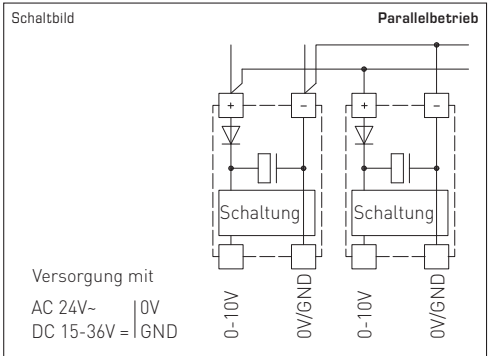 Schaltbild
Parallelbetrieb
+
−
+
−
Schaltung
Schaltung
Versorgung mit
AC 24V~ | 0V
DC 15-36V = | GND
0-10V
0V/GND
0-10V
0V/GND